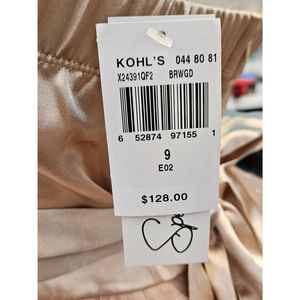 KOHL'S 044 80 81
X24391QF2 BRWGD
6 52874 97155 1
9
E02
$128.00